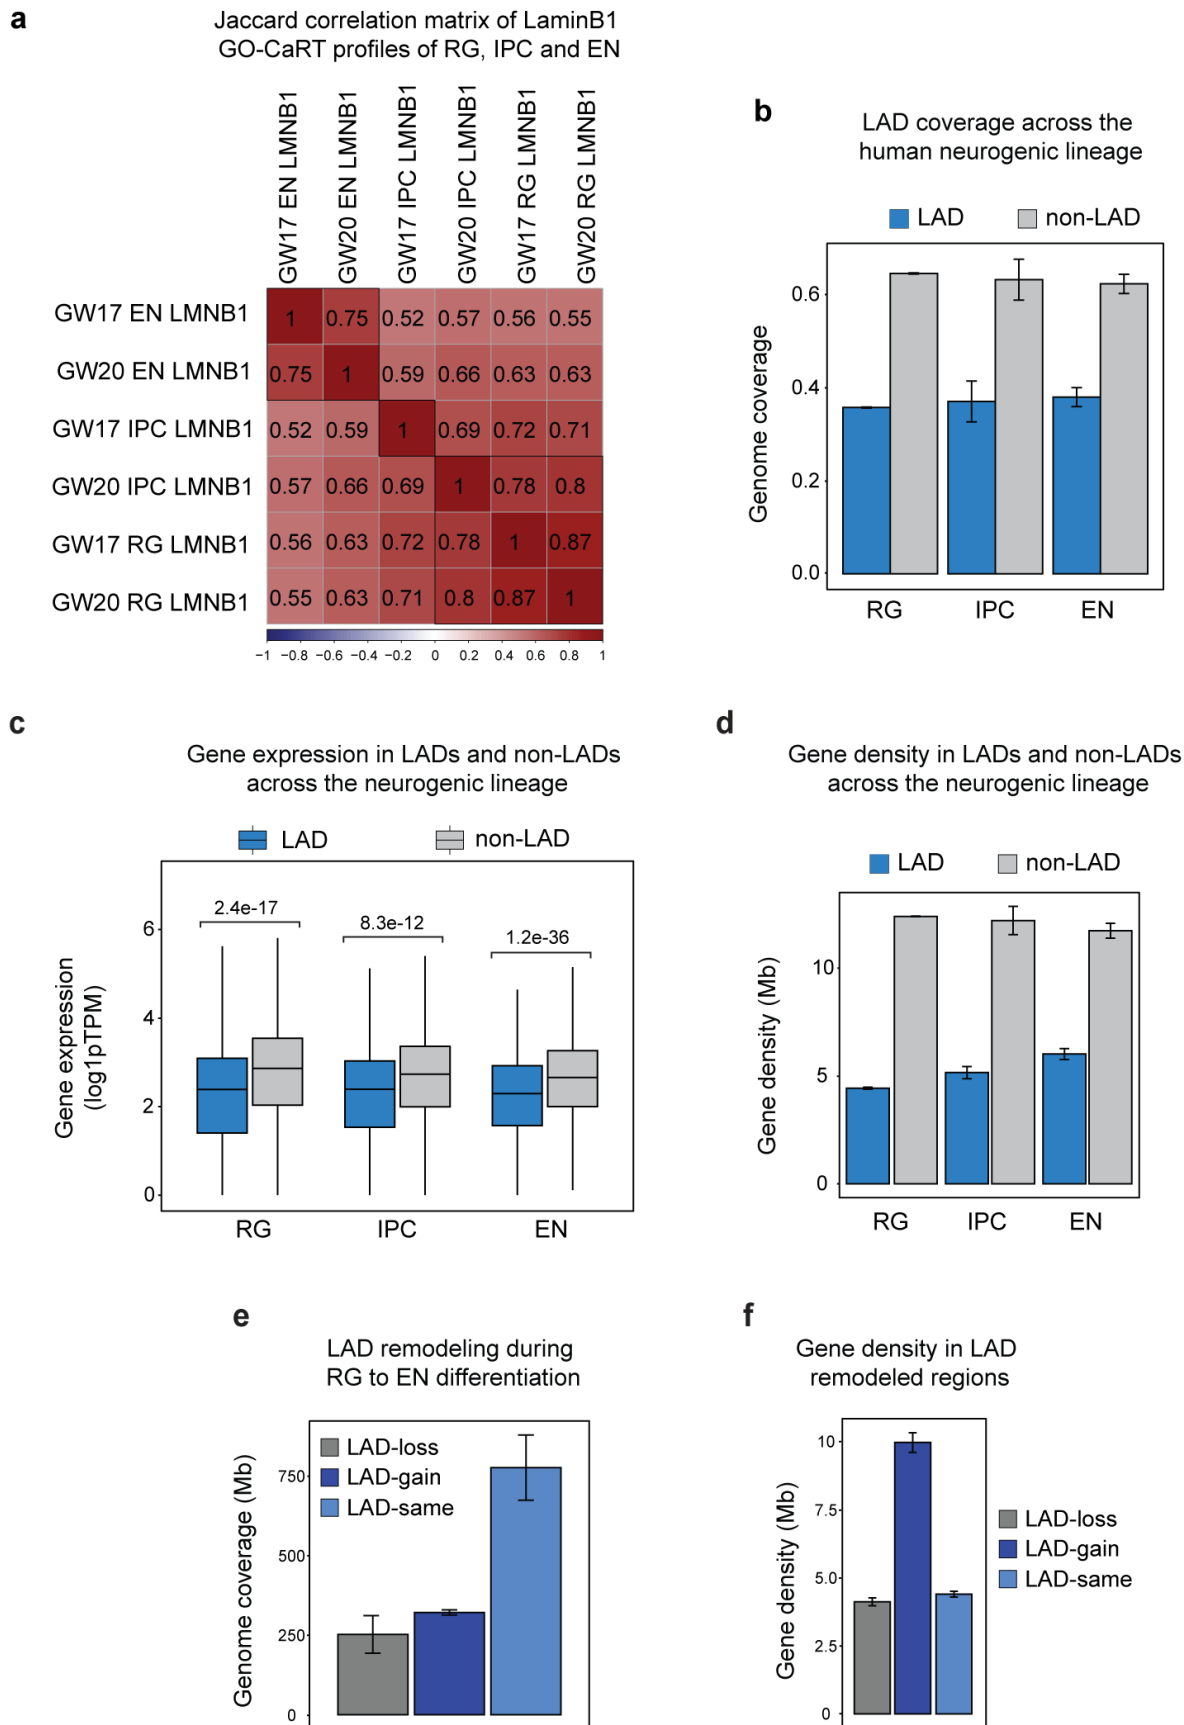 a
Jaccard correlation matrix of LaminB1
GO-CaRT profiles of RG, IPC and EN
GW17 EN LMNB1
GW20 EN LMNB1
GW17 IPC LMNB1
GW20 IPC LMNB1
GW17 RG LMNB1
GW20 RG LMNB1
GW17 EN LMNB1 1 0.75 0.52 0.57 0.56 0.55
GW20 EN LMNB1 0.75 1 0.59 0.66 0.63 0.63
GW17 IPC LMNB1 0.52 0.59 1 0.69 0.72 0.71
GW20 IPC LMNB1 0.57 0.66 0.69 1 0.78 0.8
GW17 RG LMNB1 0.56 0.63 0.72 0.78 1 0.87
GW20 RG LMNB1 0.55 0.63 0.71 0.8 0.87 1
−1 −0.8 −0.6 −0.4 −0.2 0 0.2 0.4 0.6 0.8 1
b
LAD coverage across the
human neurogenic lineage
LAD non-LAD
Genome coverage
0.6
0.4
0.2
0.0
RG IPC EN
c
Gene expression in LADs and non-LADs
across the neurogenic lineage
LAD non-LAD
Gene expression
(log1pTPM)
6
4
2
0
2.4e-17 8.3e-12 1.2e-36
RG IPC EN
d
Gene density in LADs and non-LADs
across the neurogenic lineage
LAD non-LAD
Gene density (Mb)
10
5
0
RG IPC EN
e
LAD remodeling during
RG to EN differentiation
Genome coverage (Mb)
750
500
250
0
LAD-loss
LAD-gain
LAD-same
f
Gene density in LAD
remodeled regions
Gene density (Mb)
10
7.5
5.0
2.5
0
LAD-loss
LAD-gain
LAD-same